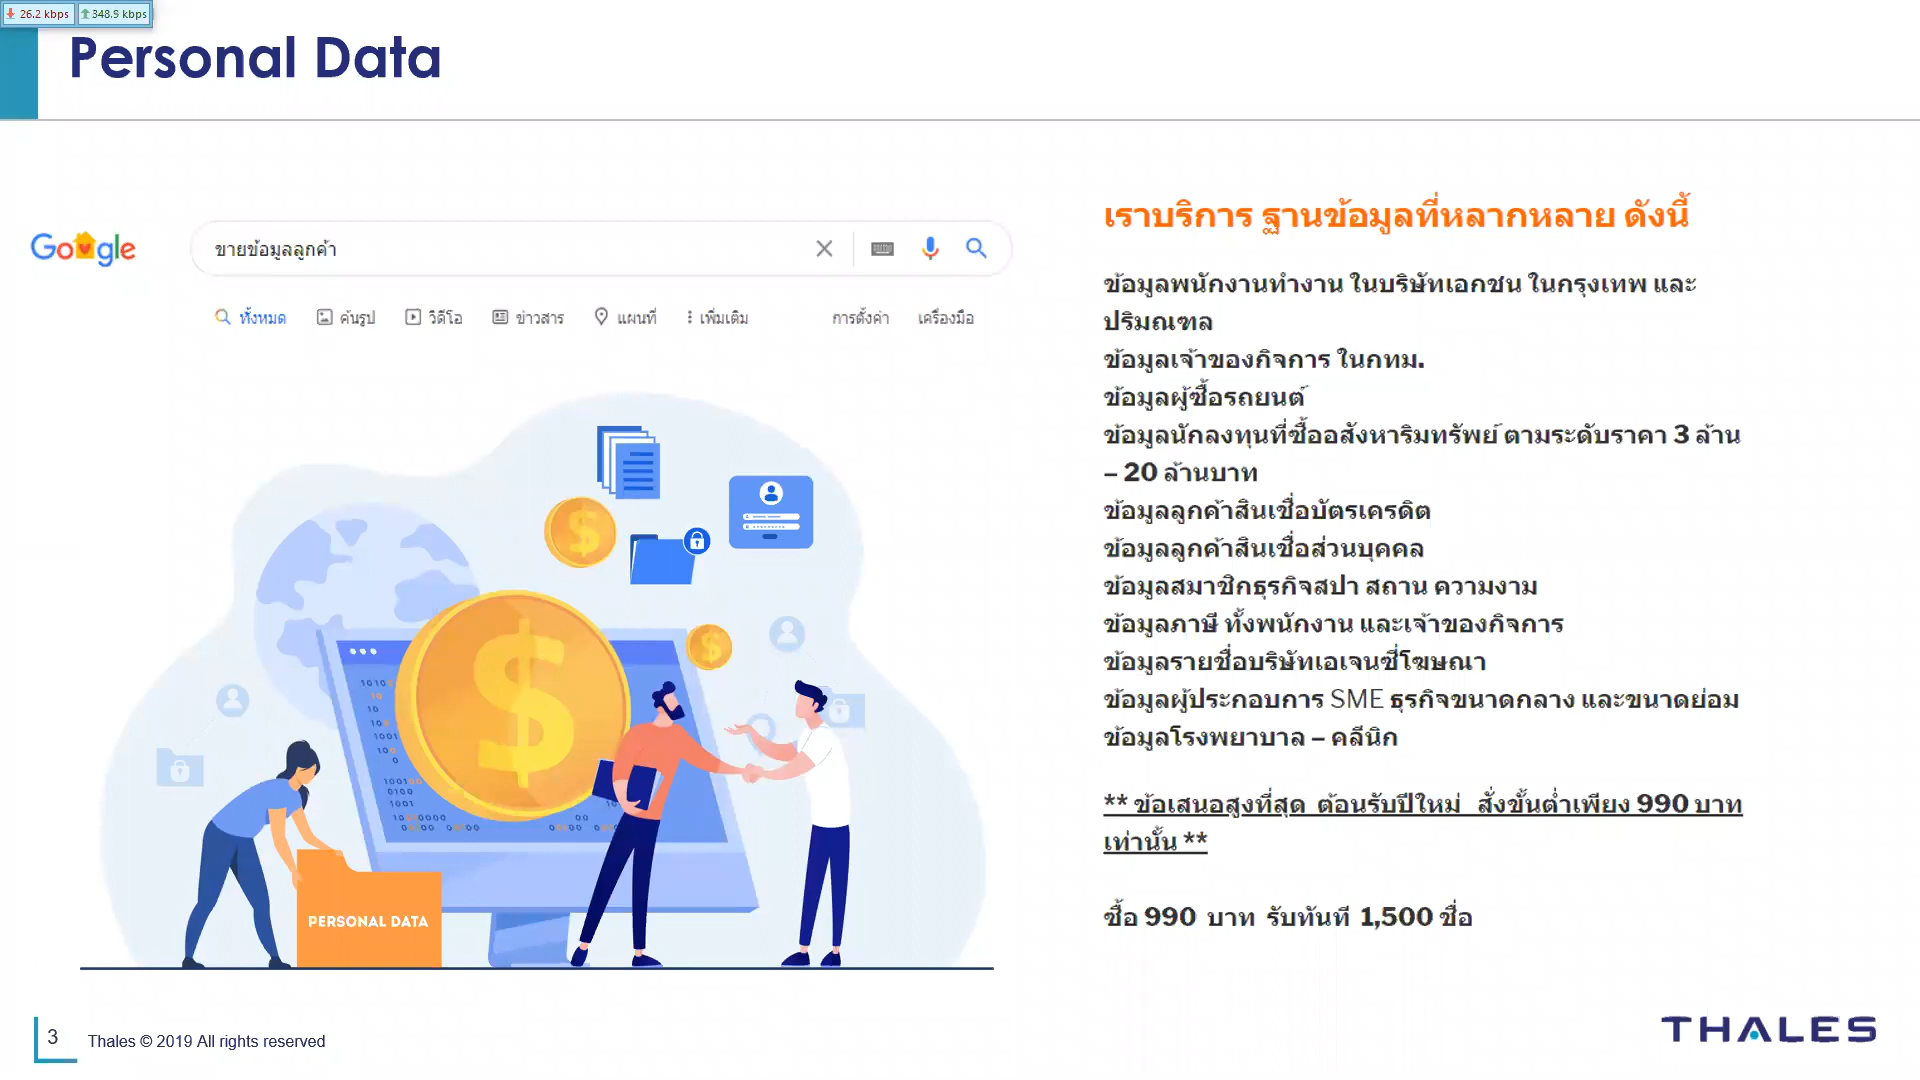 26.2 kbps 348.9 kbps
Personal Data
Google
ขายข้อมูลลูกค้า
ทั้งหมด ค้นรูป วิดีโอ ข่าวสาร แผนที่ เพิ่มเติม การตั้งค่า เครื่องมือ
PERSONAL DATA
เราบริการ ฐานข้อมูลที่หลากหลาย ดังนี้
ข้อมูลพนักงานทำงาน ในบริษัทเอกชน ในกรุงเทพ และ
ปริมณฑล
ข้อมูลเจ้าของกิจการ ในกทม.
ข้อมูลผู้ซื้อรถยนต์
ข้อมูลนักลงทุนที่ซื้ออสังหาริมทรัพย์ ตามระดับราคา 3 ล้าน
– 20 ล้านบาท
ข้อมูลลูกค้าสินเชื่อบัตรเครดิต
ข้อมูลลูกค้าสินเชื่อส่วนบุคคล
ข้อมูลสมาชิกธุรกิจสปา สถาน ความงาม
ข้อมูลภาษี ทั้งพนักงาน และเจ้าของกิจการ
ข้อมูลรายชื่อบริษัทเอเจนซี่โฆษณา
ข้อมูลผู้ประกอบการ SME ธุรกิจขนาดกลาง และขนาดย่อม
ข้อมูลโรงพยาบาล – คลีนิก
** ข้อเสนอสูงที่สุด ต้อนรับปีใหม่ สั่งขั้นต่ำเพียง 990 บาท
เท่านั้น **
ซื้อ 990 บาท รับทันที 1,500 ชื่อ
3 Thales © 2019 All rights reserved
THALES